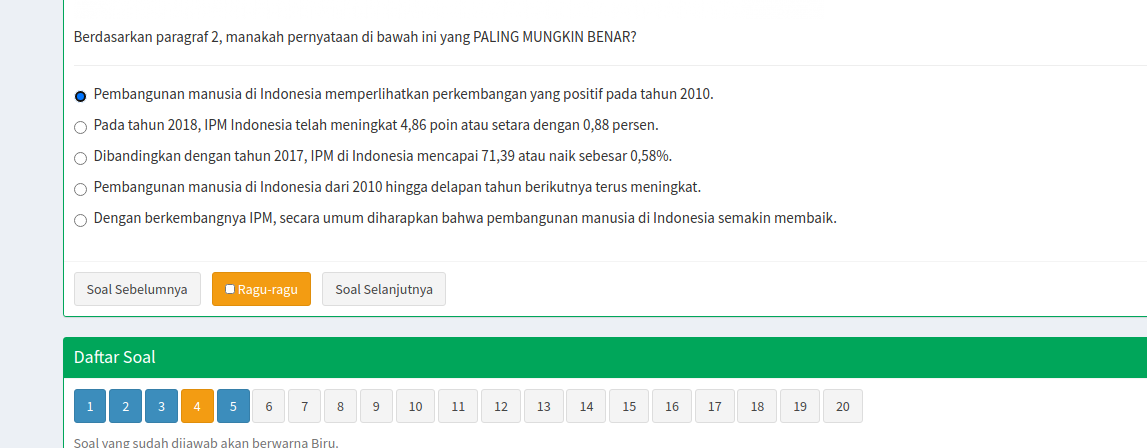 Berdasarkan paragraf 2, manakah pernyataan di bawah ini yang PALING MUNGKIN BENAR?
Pembangunan manusia di Indonesia memperlihatkan perkembangan yang positif pada tahun 2010.
Pada tahun 2018, IPM Indonesia telah meningkat 4,86 poin atau setara dengan 0,88 persen.
Dibandingkan dengan tahun 2017, IPM di Indonesia mencapai 71,39 atau naik sebesar 0,58%.
Pembangunan manusia di Indonesia dari 2010 hingga delapan tahun berikutnya terus meningkat.
Dengan berkembangnya IPM, secara umum diharapkan bahwa pembangunan manusia di Indonesia semakin membaik.
Soal Sebelumnya Ragu-ragu Soal Selanjutnya
Daftar Soal
1 2 3 4 5 6 7 8 9 10 11 12 13 14 15 16 17 18 19 20
Soal yang sudah dijawab akan berwarna Biru.